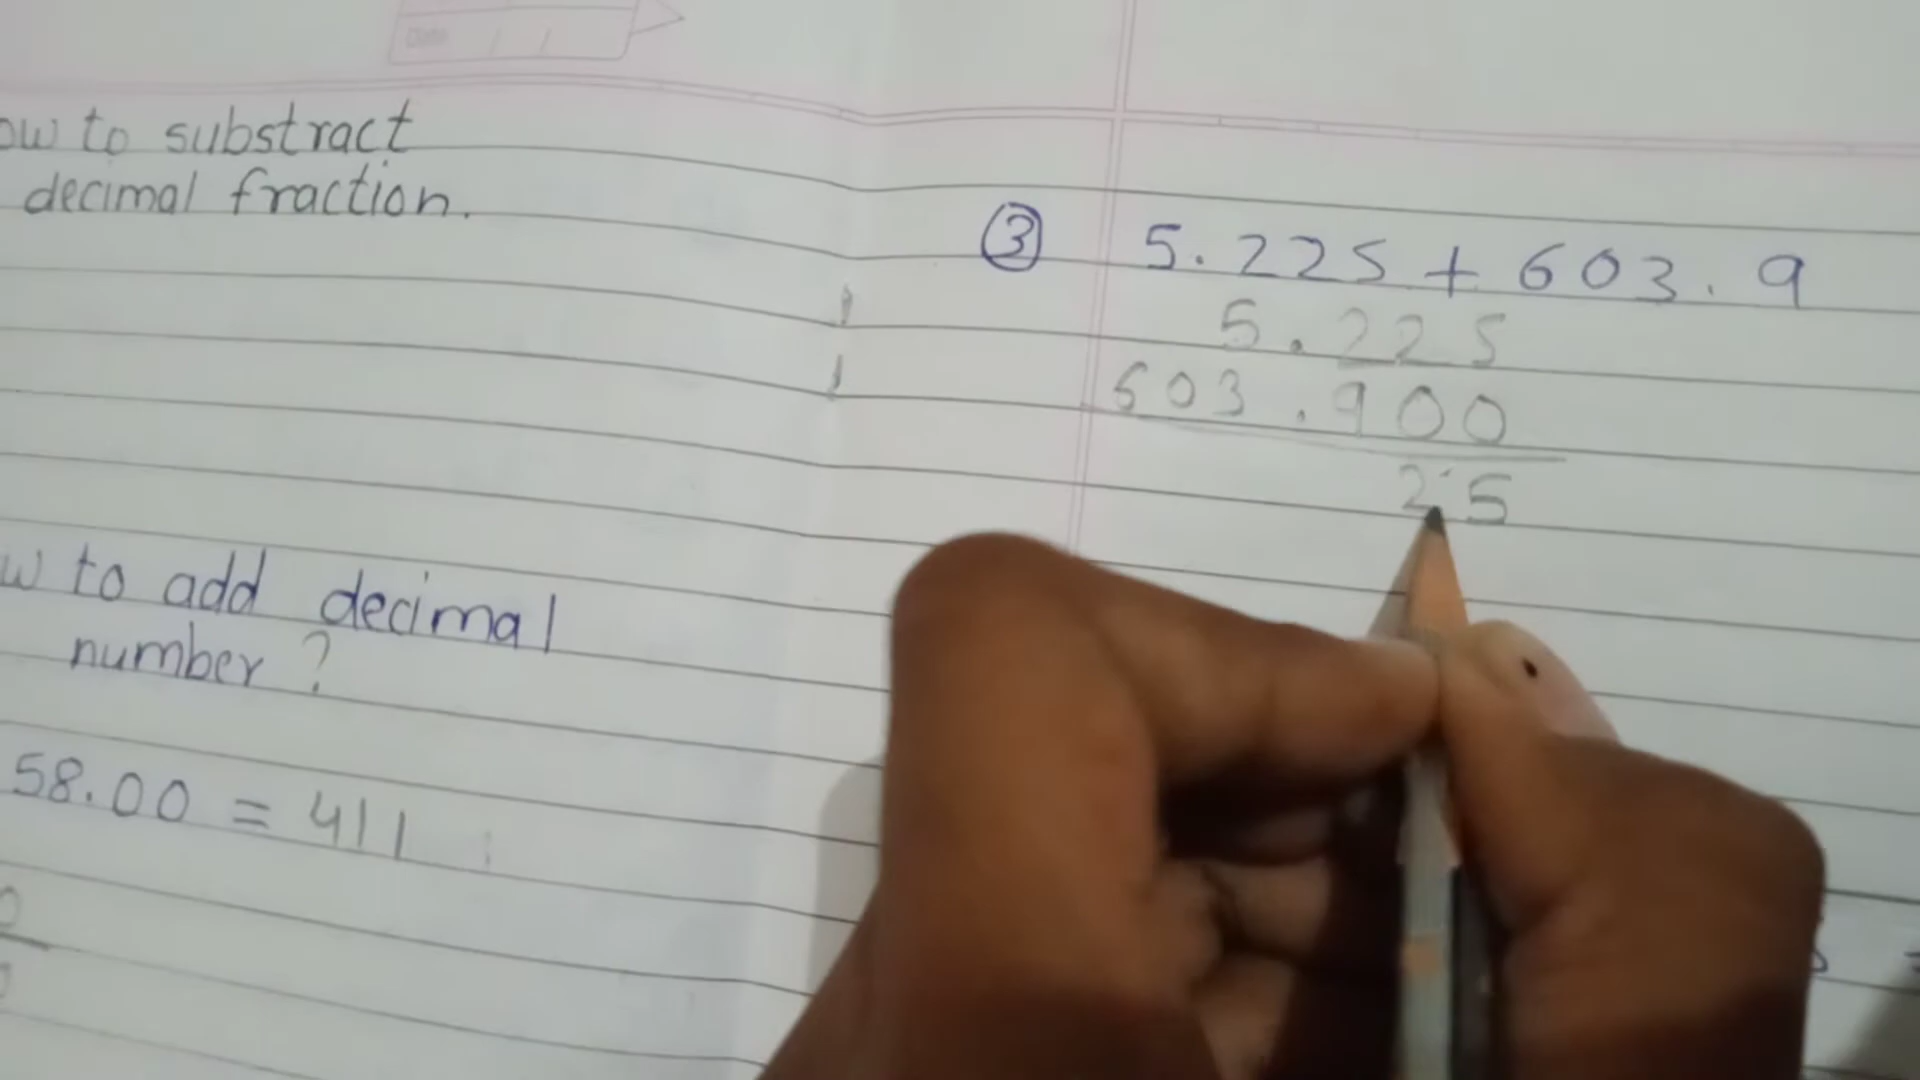 Date / /
to substract
decimal fraction.
to add decimal
number ?
58.00 = 411
③ 5.225 + 603.9
5.225
603.900
25